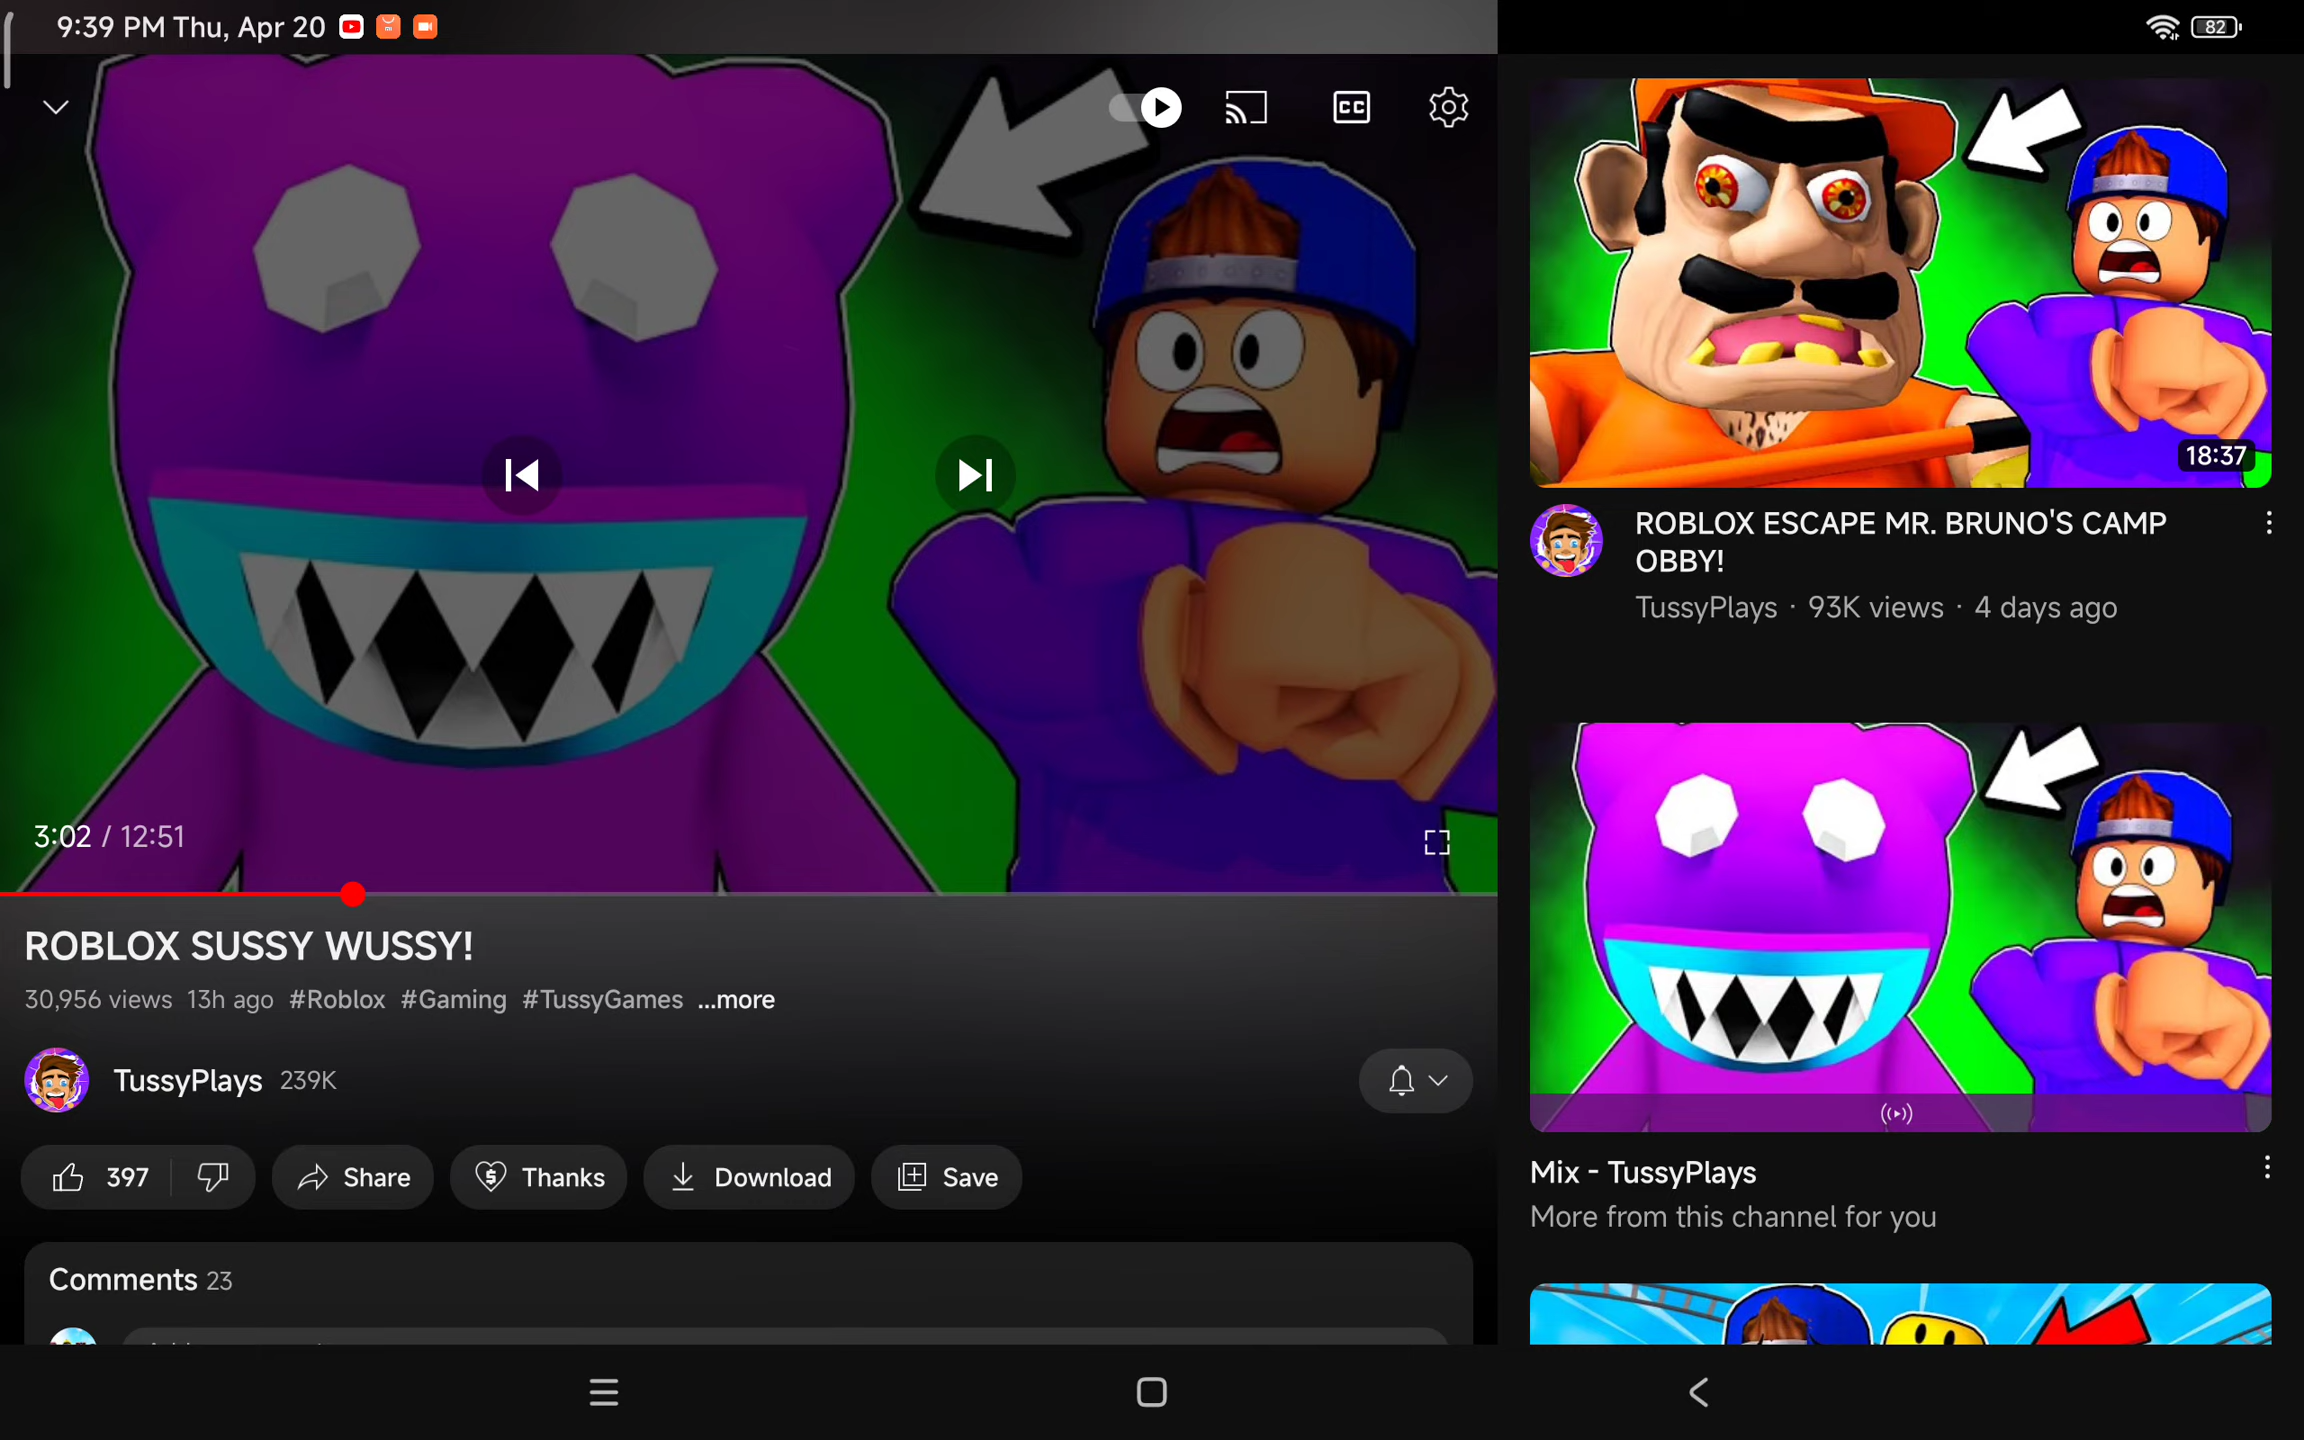 9:39 PM Thu, Apr 20
82
CC
3:02 / 12:51
ROBLOX SUSSY WUSSY!
30,956 views 13h ago #Roblox #Gaming #TussyGames ...more
TussyPlays 239K
397 Share Thanks Download Save
Comments 23
18:37
ROBLOX ESCAPE MR. BRUNO'S CAMP
OBBY!
TussyPlays · 93K views · 4 days ago
Mix - TussyPlays
More from this channel for you